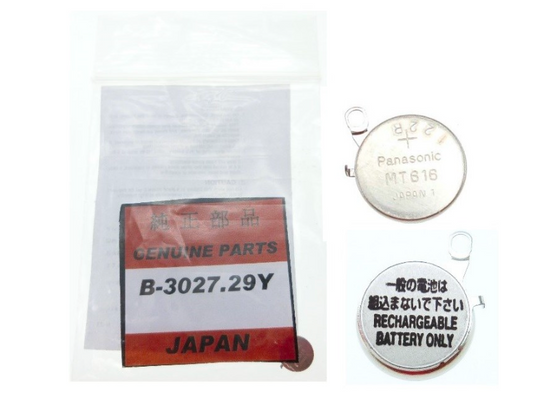 純正部品
GENUINE PARTS
B-3027.29Y
JAPAN
+
Panasonic
MT616
JAPAN
一般の電池は
組込まないで下さい
RECHARGEABLE
BATTERY ONLY